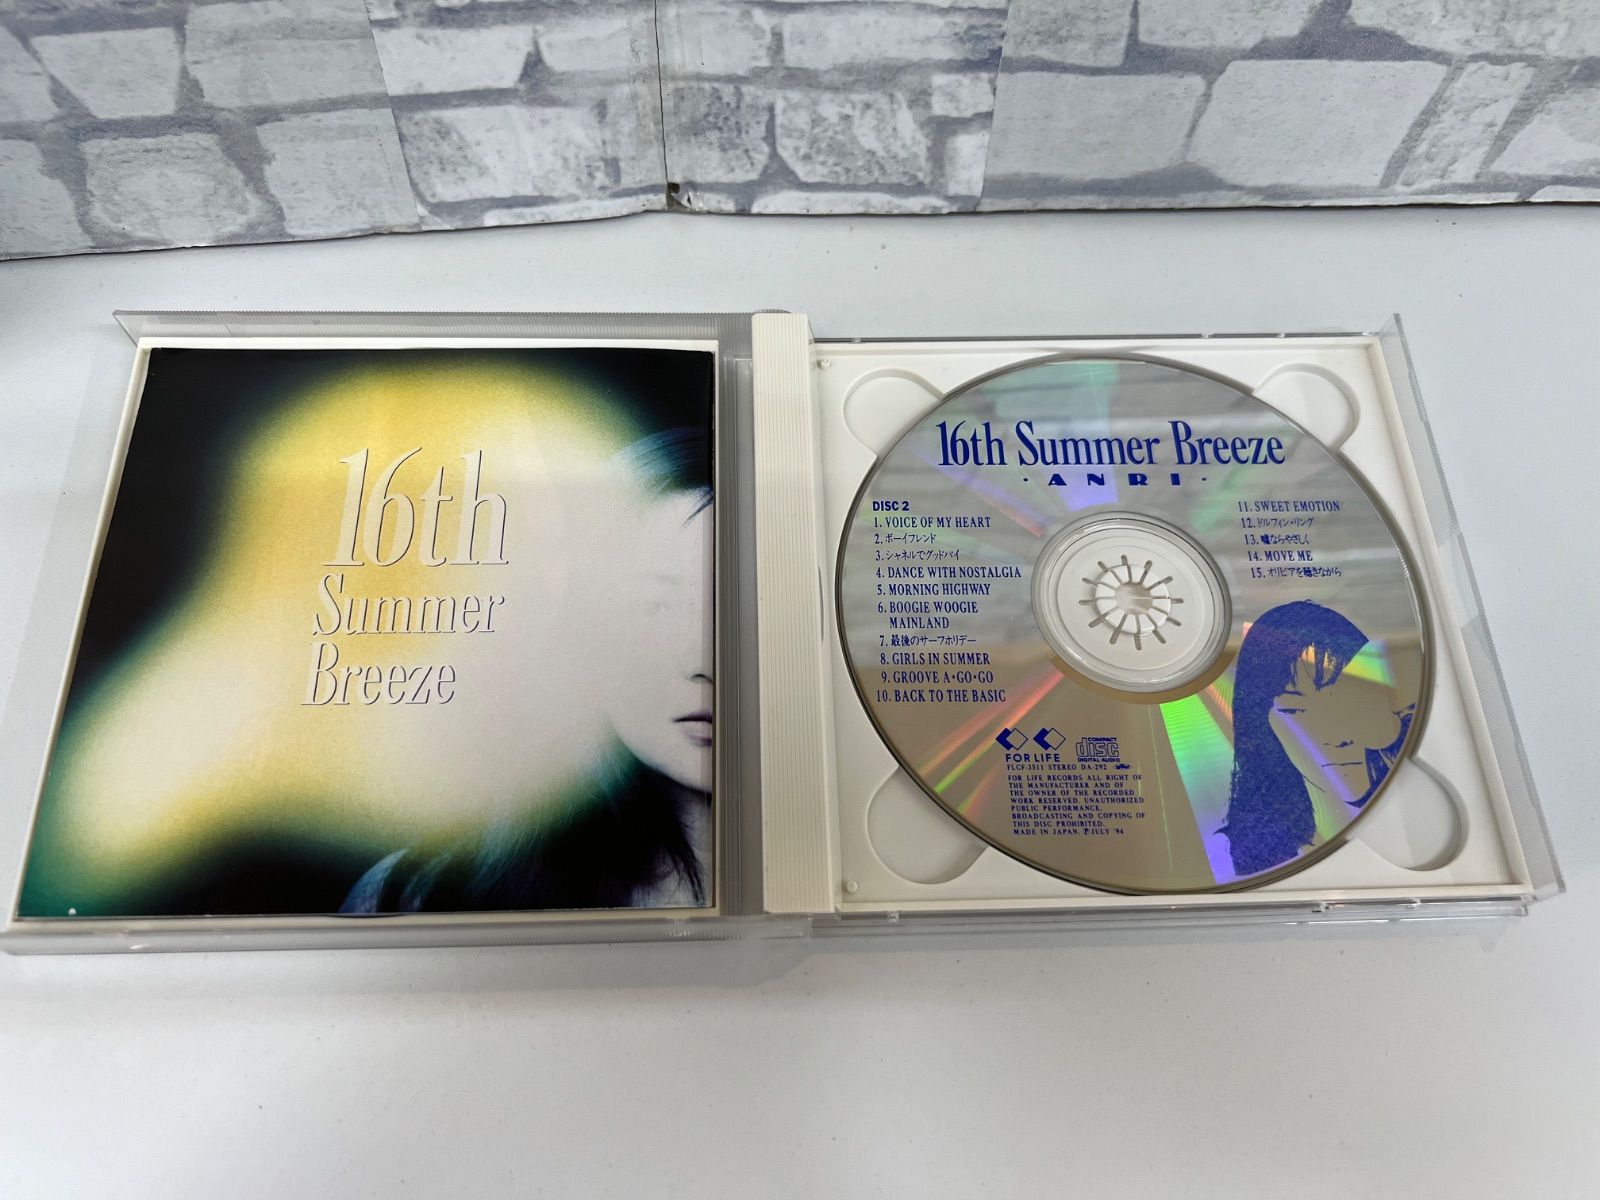 16th
Summer
Breeze
16th Summer Breeze
・ANRI・
DISC 2
1. VOICE OF MY HEART
2. ボーイフレンド
3. シャネルでグッドバイ
4. DANCE WITH NOSTALGIA
5. MORNING HIGHWAY
6. BOOGIE WOOGIE
MAINLAND
7. 最後のサーフホリデー
8. GIRLS IN SUMMER
9. GROOVE A・GO・GO
10. BACK TO THE BASIC
11. SWEET EMOTION
12. ドルフィン・リング
13. 嘘ならやさしく
14. MOVE ME
15. オリビアを聴きながら
FOR LIFE
COMPACT
disc
DIGITAL AUDIO
FLCF-3511 STEREO DA-292
FOR LIFE RECORDS ALL RIGHT OF
THE MANUFACTURER AND OF
THE OWNER OF THE RECORDED
WORK RESERVED. UNAUTHORIZED
PUBLIC PERFORMANCE.
BROADCASTING AND COPYING OF
THIS DISC PROHIBITED.
MADE IN JAPAN. ℗JULY '94